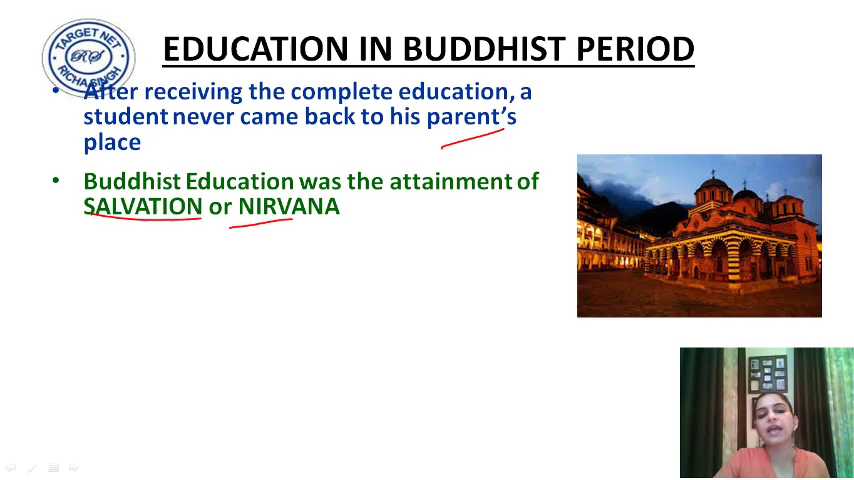 TARGET NET
RS
RICHA SINGH
EDUCATION IN BUDDHIST PERIOD
• After receiving the complete education, a
student never came back to his parent's
place
• Buddhist Education was the attainment of
SALVATION or NIRVANA